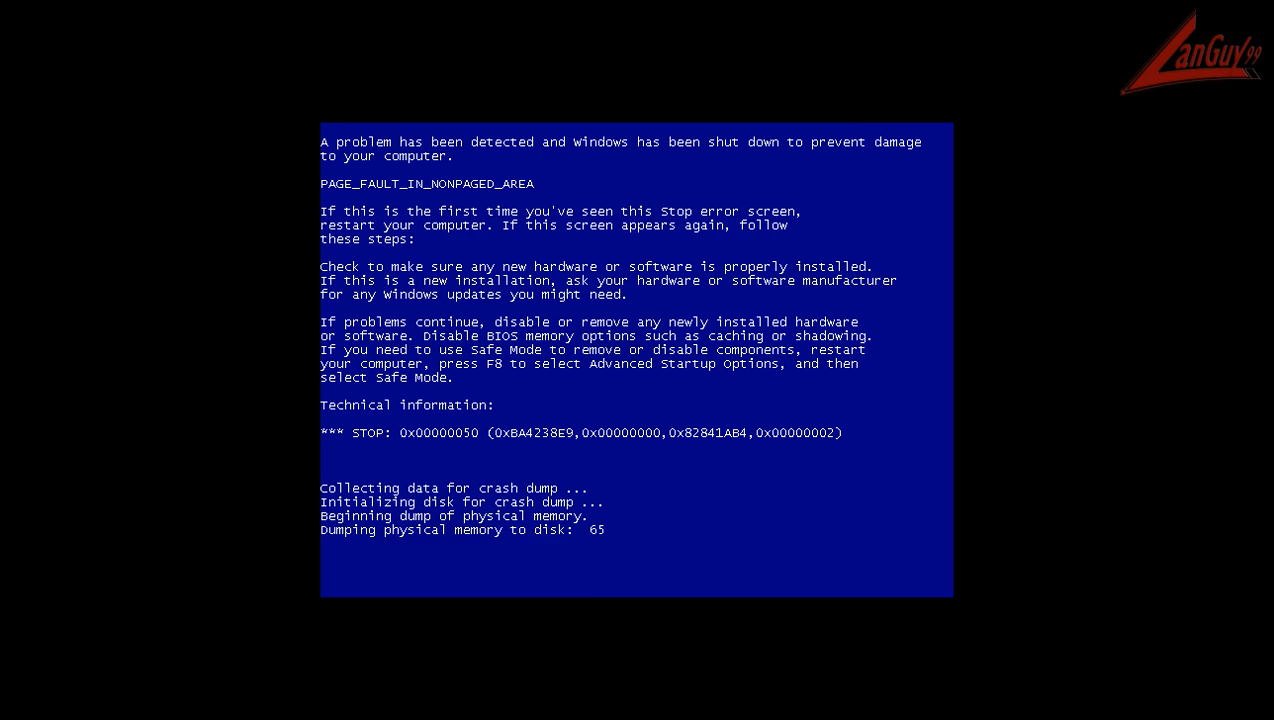 LanGuy99
A problem has been detected and Windows has been shut down to prevent damage
to your computer.
PAGE_FAULT_IN_NONPAGED_AREA
If this is the first time you've seen this Stop error screen,
restart your computer. If this screen appears again, follow
these steps:
Check to make sure any new hardware or software is properly installed.
If this is a new installation, ask your hardware or software manufacturer
for any Windows updates you might need.
If problems continue, disable or remove any newly installed hardware
or software. Disable BIOS memory options such as caching or shadowing.
If you need to use Safe Mode to remove or disable components, restart
your computer, press F8 to select Advanced Startup Options, and then
select Safe Mode.
Technical information:
*** STOP: 0x00000050 (0xBA4238E9,0x00000000,0x82841AB4,0x00000002)
Collecting data for crash dump ...
Initializing disk for crash dump ...
Beginning dump of physical memory.
Dumping physical memory to disk:  65